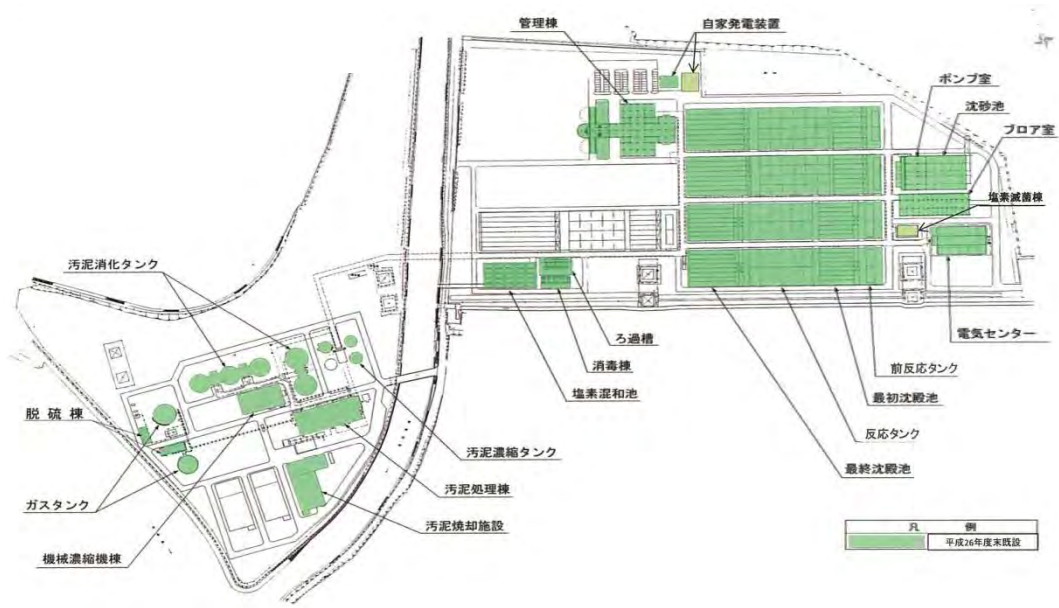 管理棟
自家発電装置
ポンプ室
沈砂池
ブロア室
塩素滅菌棟
汚泥消化タンク
電気センター
ろ過槽
消毒棟
前反応タンク
塩素混和池
最初沈殿池
脱硫棟
反応タンク
汚泥濃縮タンク
最終沈殿池
汚泥処理棟
ガスタンク
汚泥焼却施設
機械濃縮機棟
凡 例
平成26年度末既設